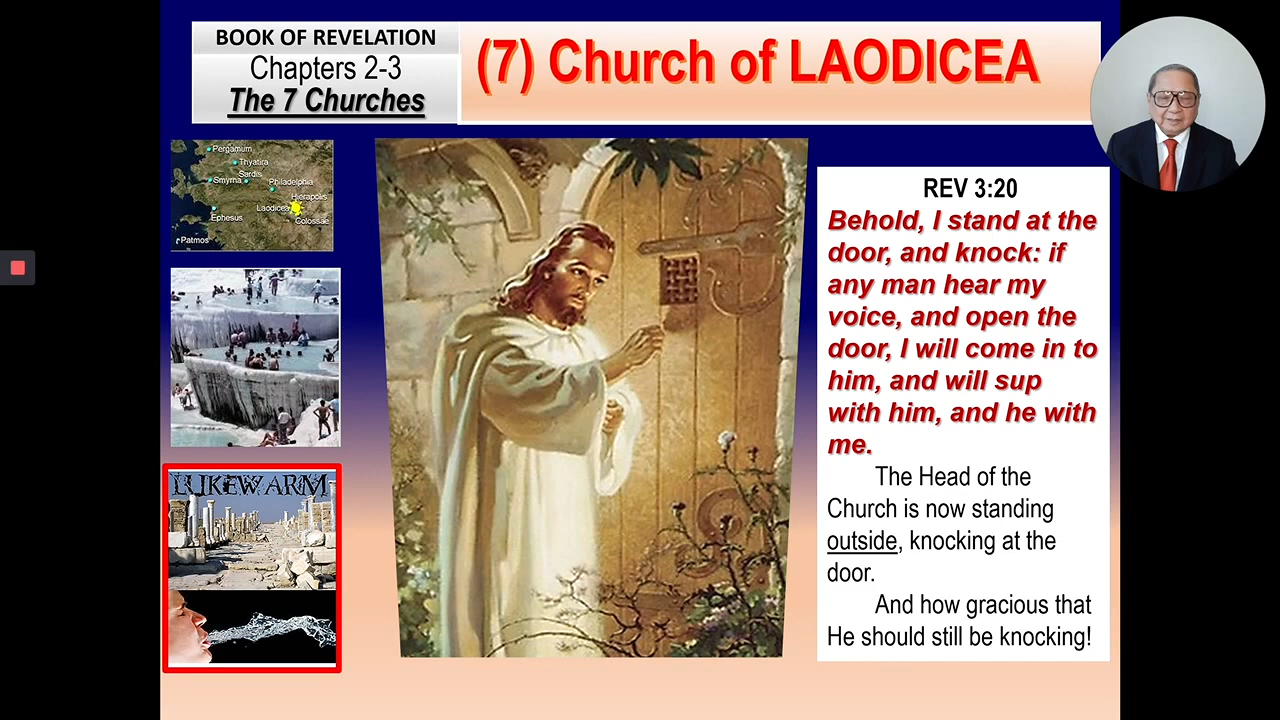 BOOK OF REVELATION
Chapters 2-3
The 7 Churches
(7) Church of LAODICEA
Pergamum
Thyatira
Sardis
Smyrna
Philadelphia
Hierapolis
Laodicea
Ephesus
Colossae
Patmos
LUKEWARM
REV 3:20
Behold, I stand at the
door, and knock: if
any man hear my
voice, and open the
door, I will come in to
him, and will sup
with him, and he with
me.
The Head of the
Church is now standing
outside, knocking at the
door.
And how gracious that
He should still be knocking!